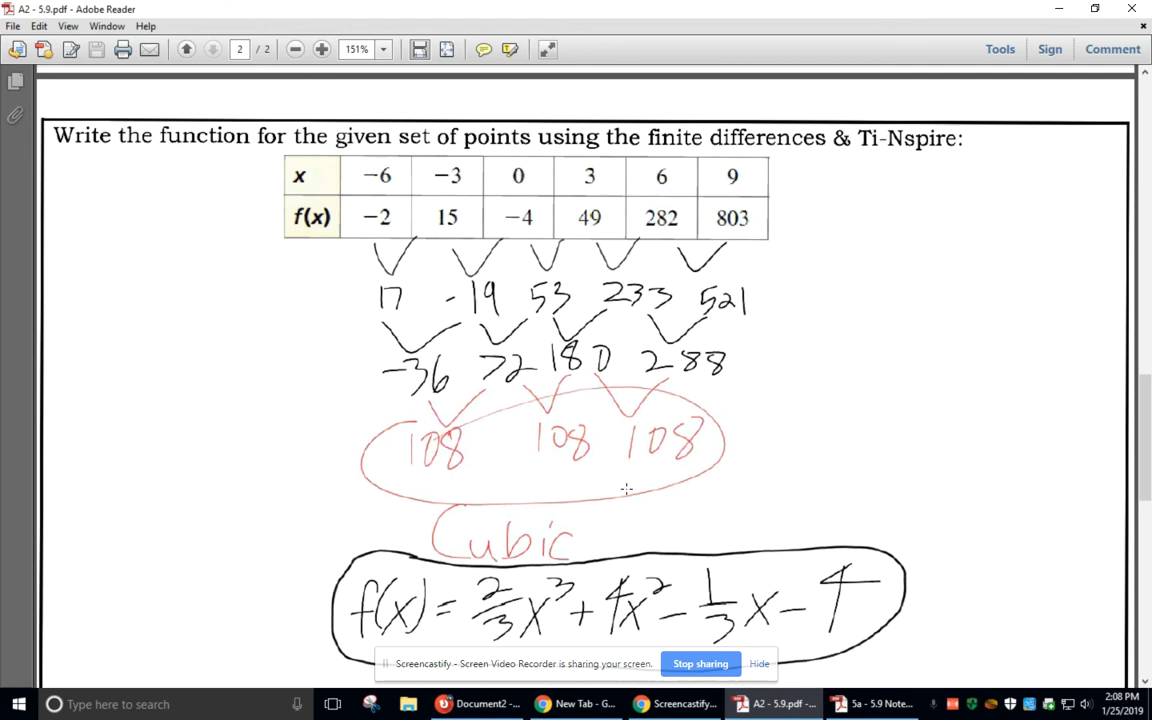 A2 - 5.9.pdf - Adobe Reader
File Edit View Window Help
2 / 2 151% Tools Sign Comment
Write the function for the given set of points using the finite differences & Ti-Nspire:
x −6 −3 0 3 6 9
f(x) −2 15 −4 49 282 803
17 -19 53 233 521
-36 72 180 288
108 108 108
Cubic
f(x) = 2/3 x³ + 4x² - 1/3 x - 4
Screencastify - Screen Video Recorder is sharing your screen. Stop sharing Hide
Type here to search Document2 -... New Tab - G... Screencastify... A2 - 5.9.pdf -... 5a - 5.9 Note... 2:08 PM
1/25/2019